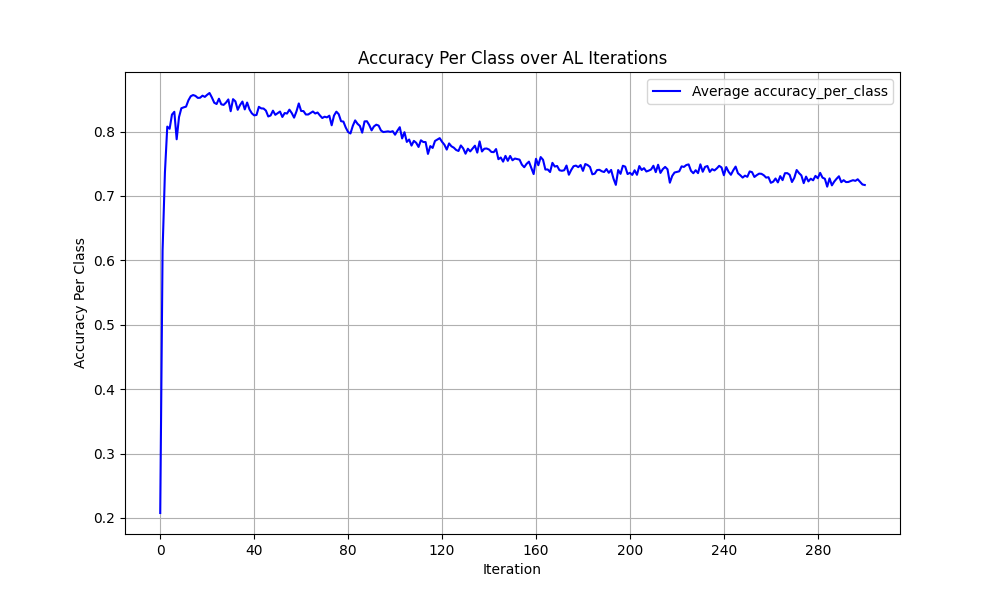 Accuracy Per Class over AL Iterations
Average accuracy_per_class
Accuracy Per Class
0.8
0.7
0.6
0.5
0.4
0.3
0.2
0 40 80 120 160 200 240 280
Iteration